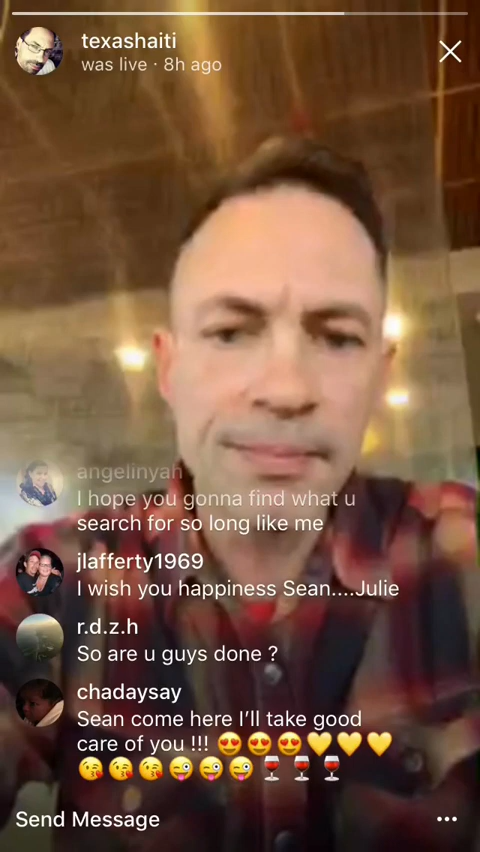 texashaiti
was live · 8h ago
angelinyah
I hope you gonna find what u
search for so long like me
jlafferty1969
I wish you happiness Sean....Julie
r.d.z.h
So are u guys done ?
chadaysay
Sean come here I'll take good
care of you !!! 😍😍😍💛💛💛
😘😘😘😜😜😜🍷🍷🍷
Send Message